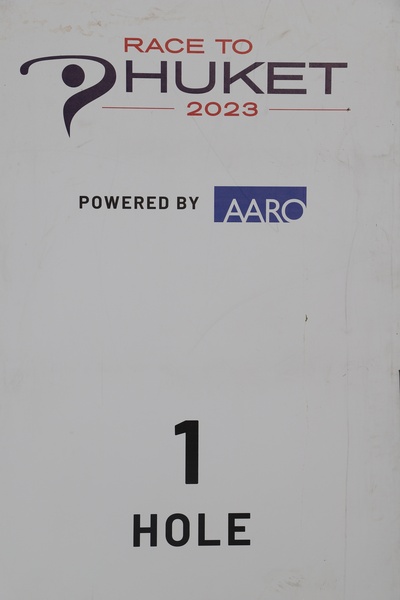 RACE TO
PHUKET
2023
POWERED BY AARO
1
HOLE